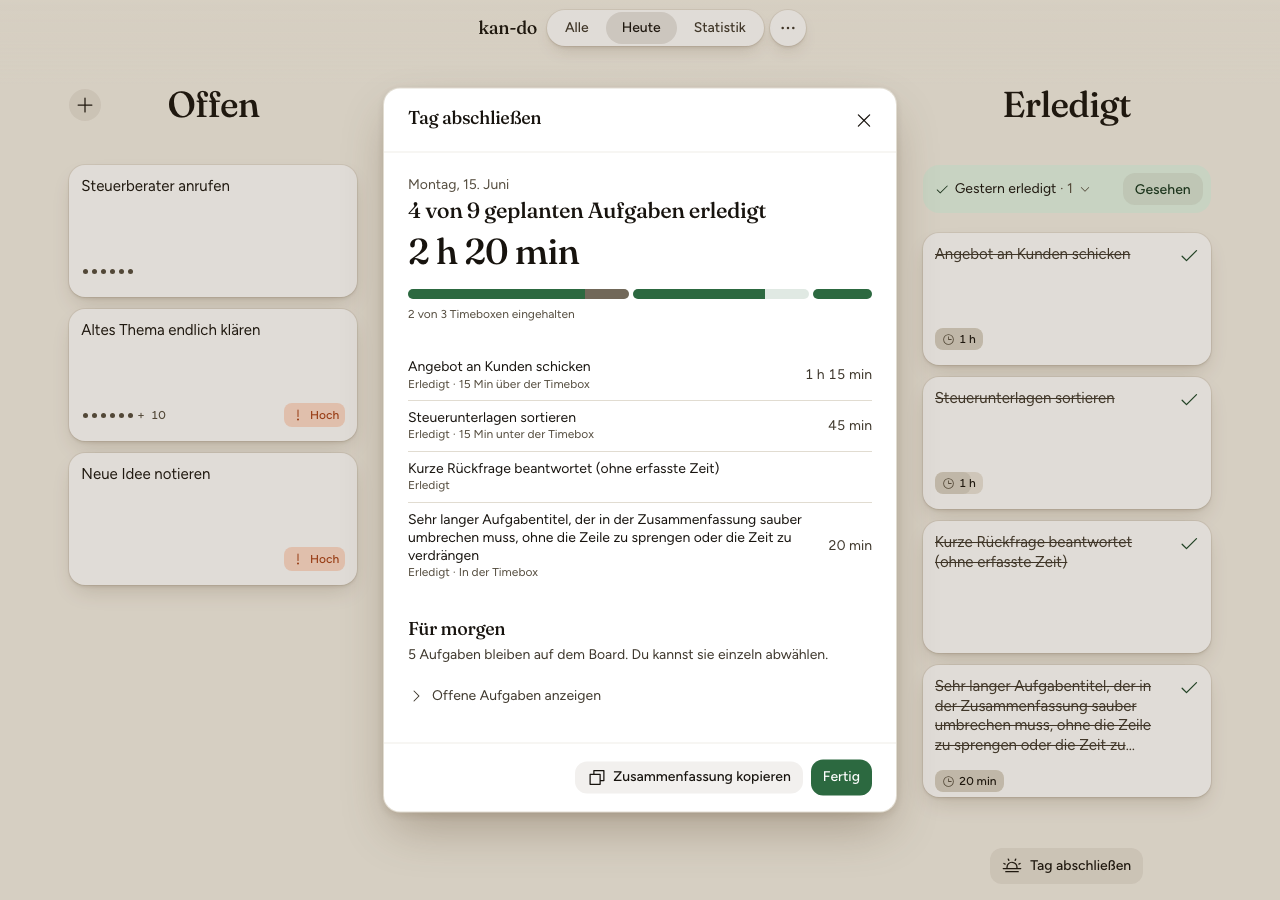 kan-do
Alle
Heute
Statistik
Offen
Steuerberater anrufen
Altes Thema endlich klären
+ 10
! Hoch
Neue Idee notieren
! Hoch
Tag abschließen
Montag, 15. Juni
4 von 9 geplanten Aufgaben erledigt
2 h 20 min
2 von 3 Timeboxen eingehalten
Angebot an Kunden schicken
Erledigt · 15 Min über der Timebox
1 h 15 min
Steuerunterlagen sortieren
Erledigt · 15 Min unter der Timebox
45 min
Kurze Rückfrage beantwortet (ohne erfasste Zeit)
Erledigt
Sehr langer Aufgabentitel, der in der Zusammenfassung sauber
umbrechen muss, ohne die Zeile zu sprengen oder die Zeit zu
verdrängen
Erledigt · In der Timebox
20 min
Für morgen
5 Aufgaben bleiben auf dem Board. Du kannst sie einzeln abwählen.
Offene Aufgaben anzeigen
Zusammenfassung kopieren
Fertig
Erledigt
Gestern erledigt · 1
Gesehen
Angebot an Kunden schicken
1 h
Steuerunterlagen sortieren
1 h
Kurze Rückfrage beantwortet
(ohne erfasste Zeit)
Sehr langer Aufgabentitel, der in
der Zusammenfassung sauber
umbrechen muss, ohne die Zeile
zu sprengen oder die Zeit zu...
20 min
Tag abschließen